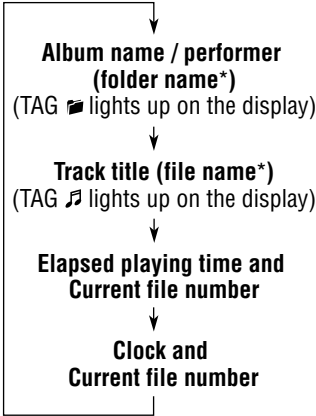 Album name / performer
(folder name*)
(TAG lights up on the display)
Track title (file name*)
(TAG lights up on the display)
Elapsed playing time and
Current file number
Clock and
Current file number